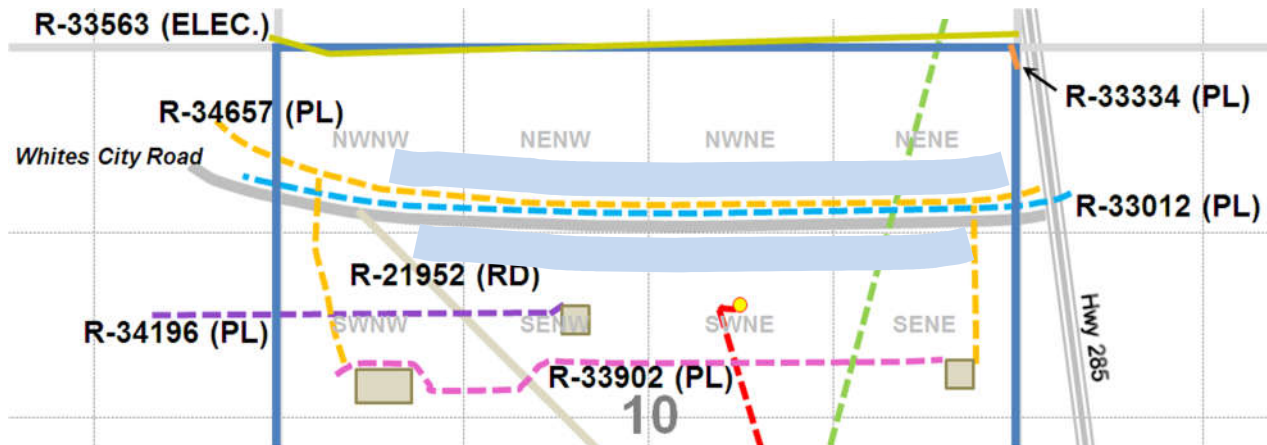 R-33563 (ELEC.)
R-33334 (PL)
R-34657 (PL)
NWNW
NENW
NWNE
NENE
Whites City Road
R-33012 (PL)
R-21952 (RD)
Hwy 285
R-34196 (PL)
SWNW
SENW
SWNE
SENE
R-33902 (PL)
10